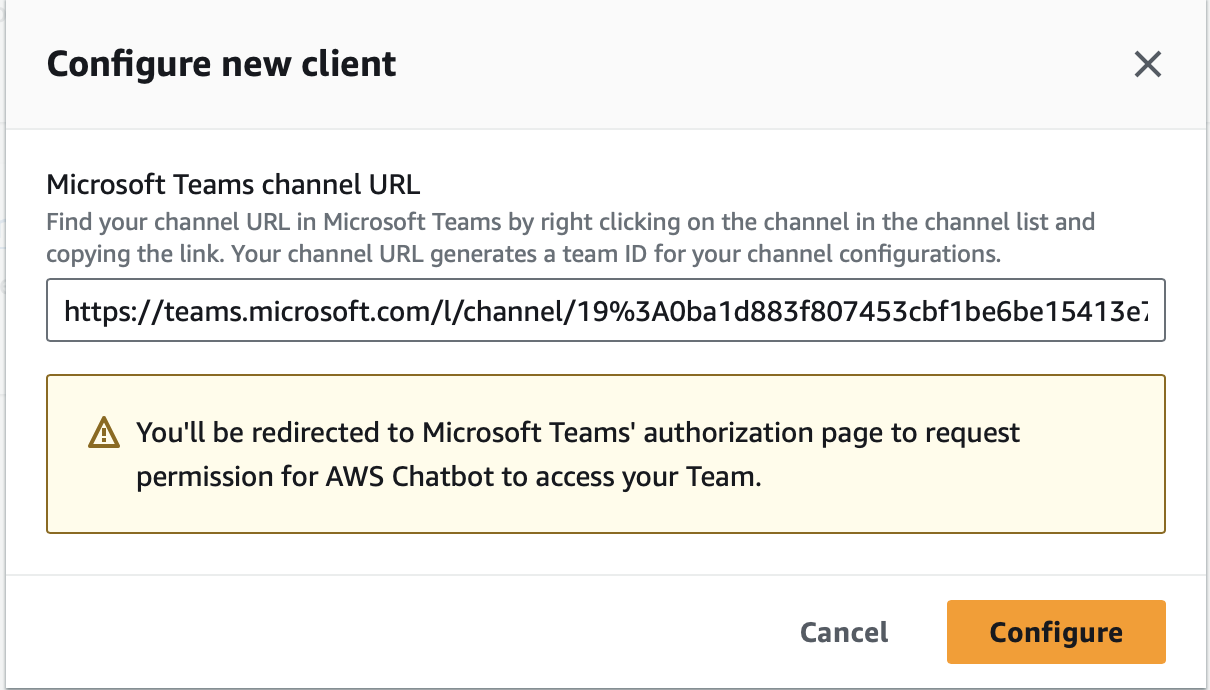 Configure new client
Microsoft Teams channel URL
Find your channel URL in Microsoft Teams by right clicking on the channel in the channel list and
copying the link. Your channel URL generates a team ID for your channel configurations.
https://teams.microsoft.com/l/channel/19%3A0ba1d883f807453cbf1be6be15413e7
You'll be redirected to Microsoft Teams' authorization page to request
permission for AWS Chatbot to access your Team.
Cancel
Configure